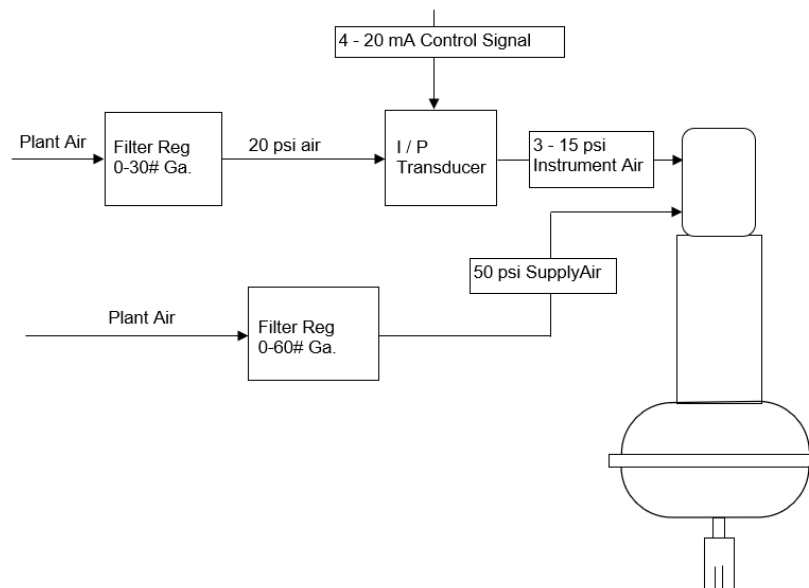 4 - 20 mA Control Signal
Plant Air
Filter Reg
0-30# Ga.
20 psi air
I / P
Transducer
3 - 15 psi
Instrument Air
50 psi SupplyAir
Plant Air
Filter Reg
0-60# Ga.